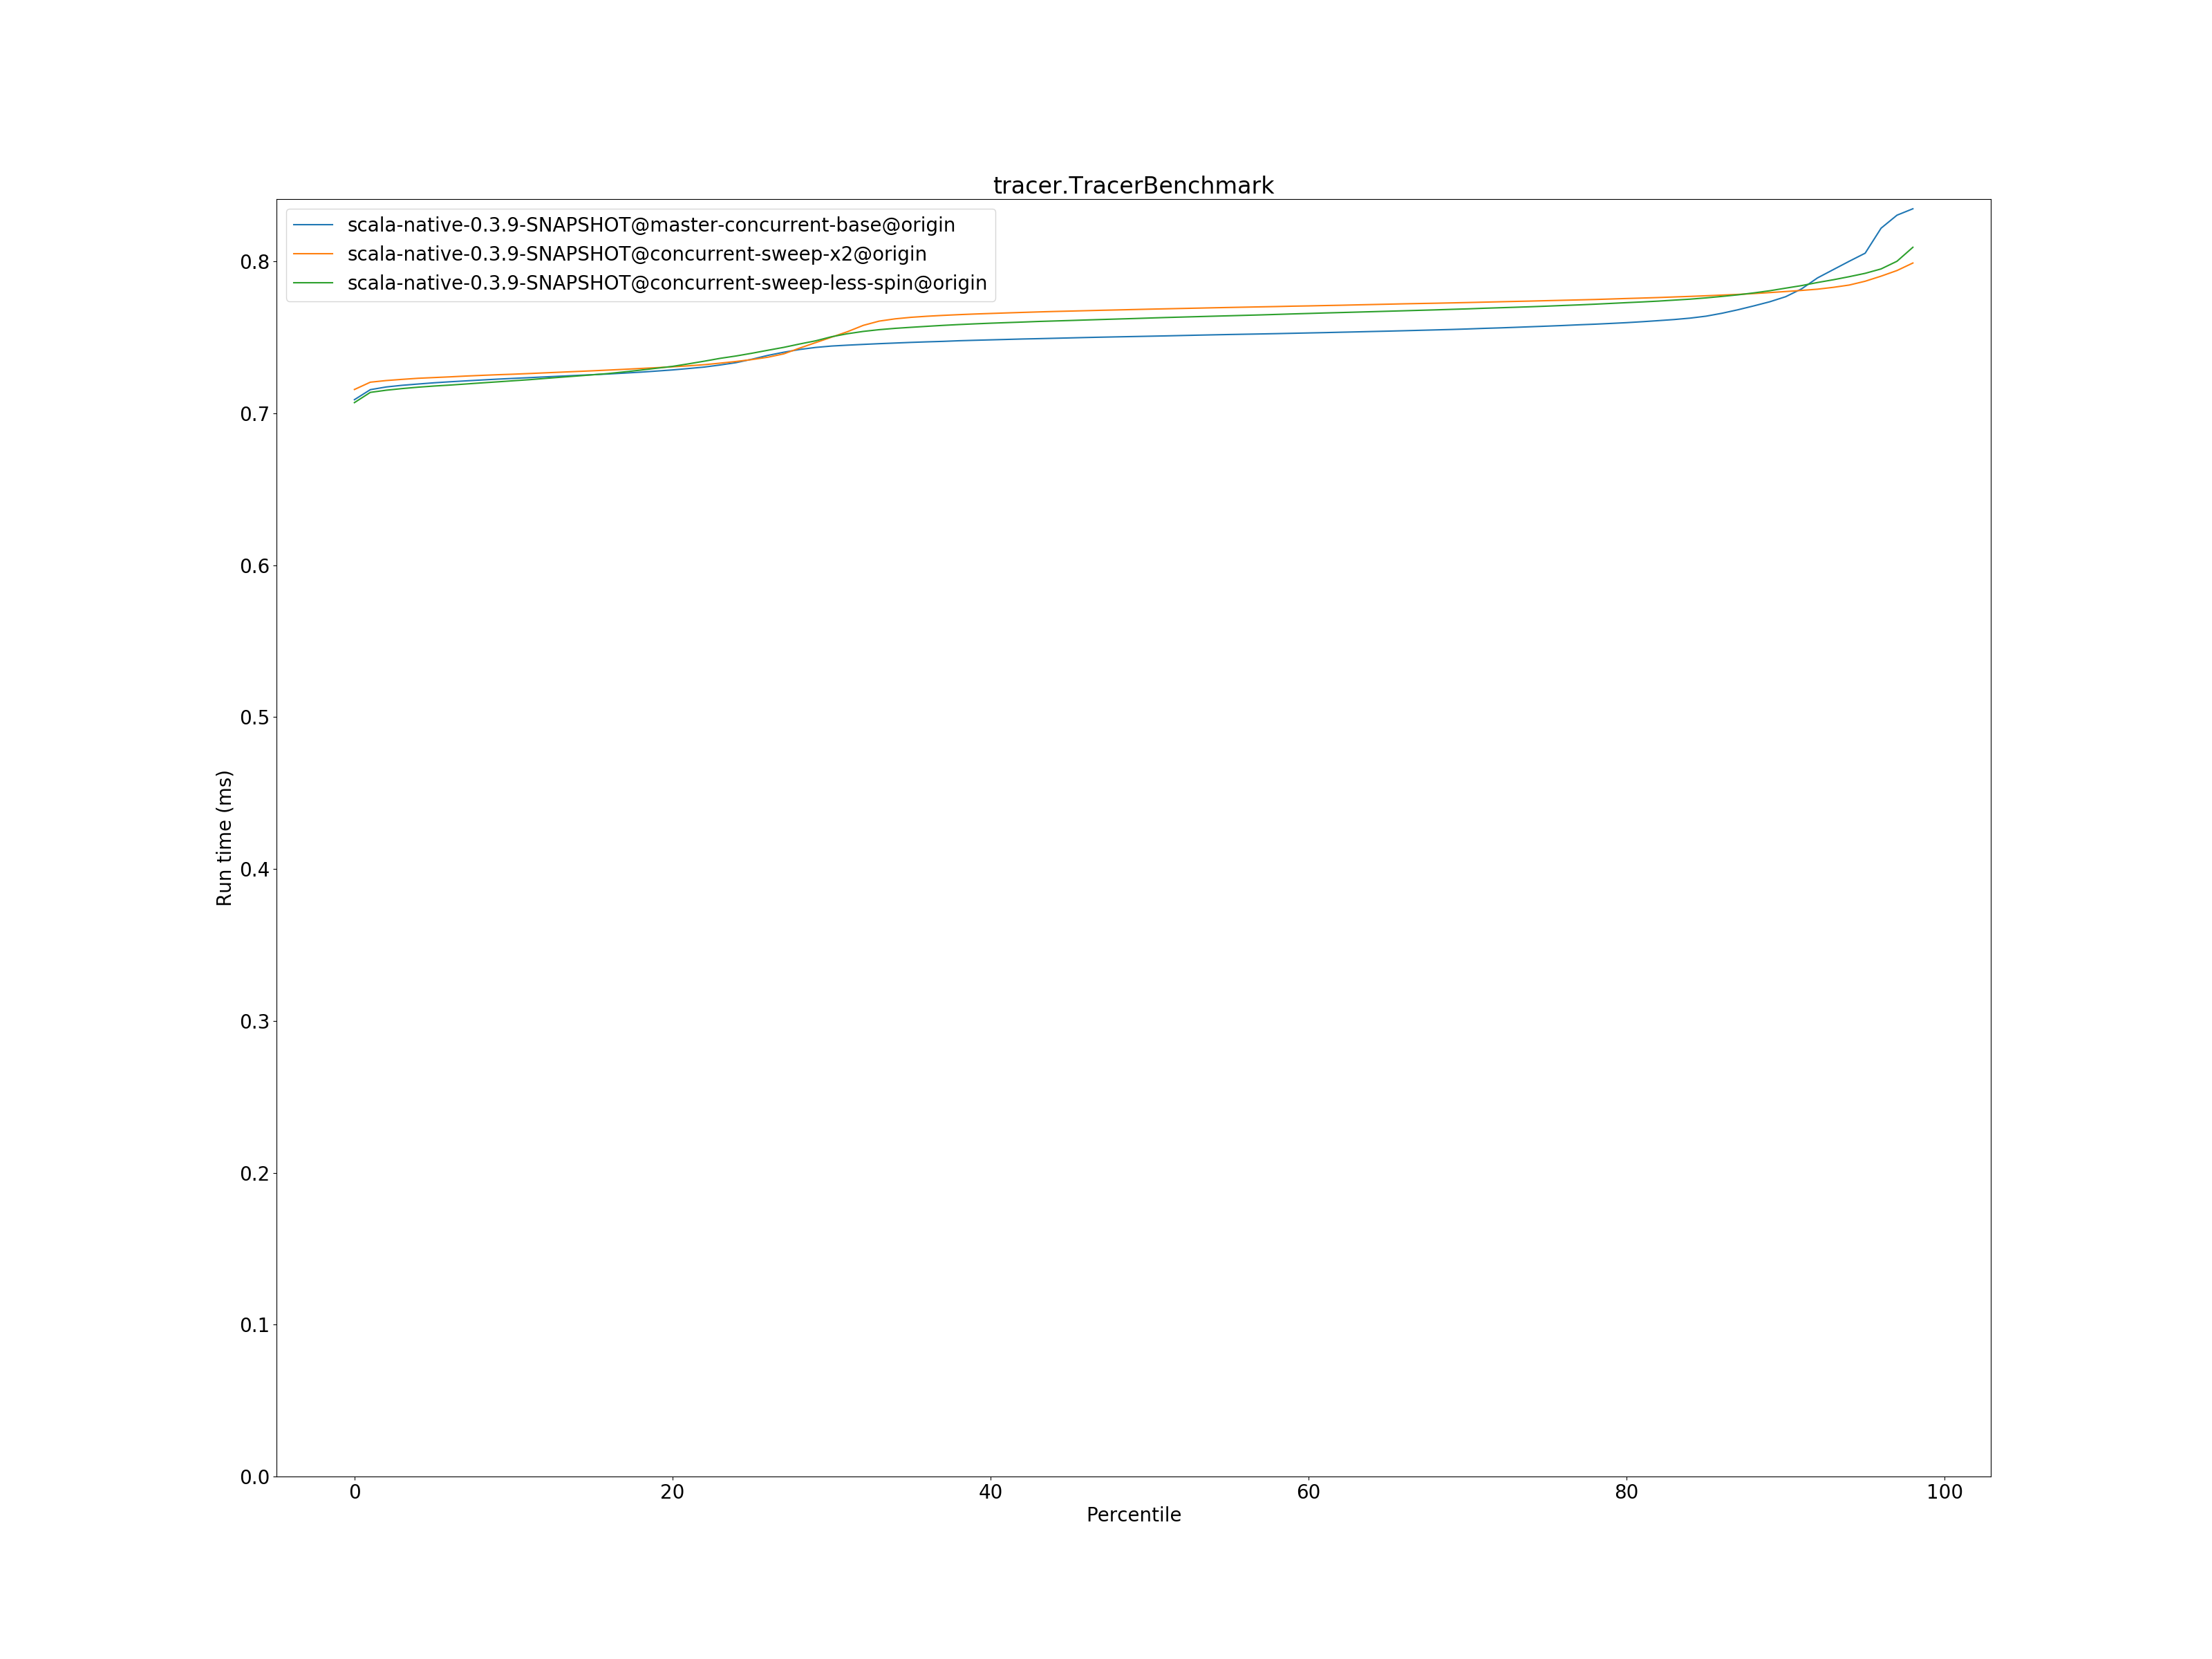 tracer.TracerBenchmark
scala-native-0.3.9-SNAPSHOT@master-concurrent-base@origin
scala-native-0.3.9-SNAPSHOT@concurrent-sweep-x2@origin
scala-native-0.3.9-SNAPSHOT@concurrent-sweep-less-spin@origin
0.8
0.7
0.6
0.5
0.4
0.3
0.2
0.1
0.0
Run time (ms)
0 20 40 60 80 100
Percentile